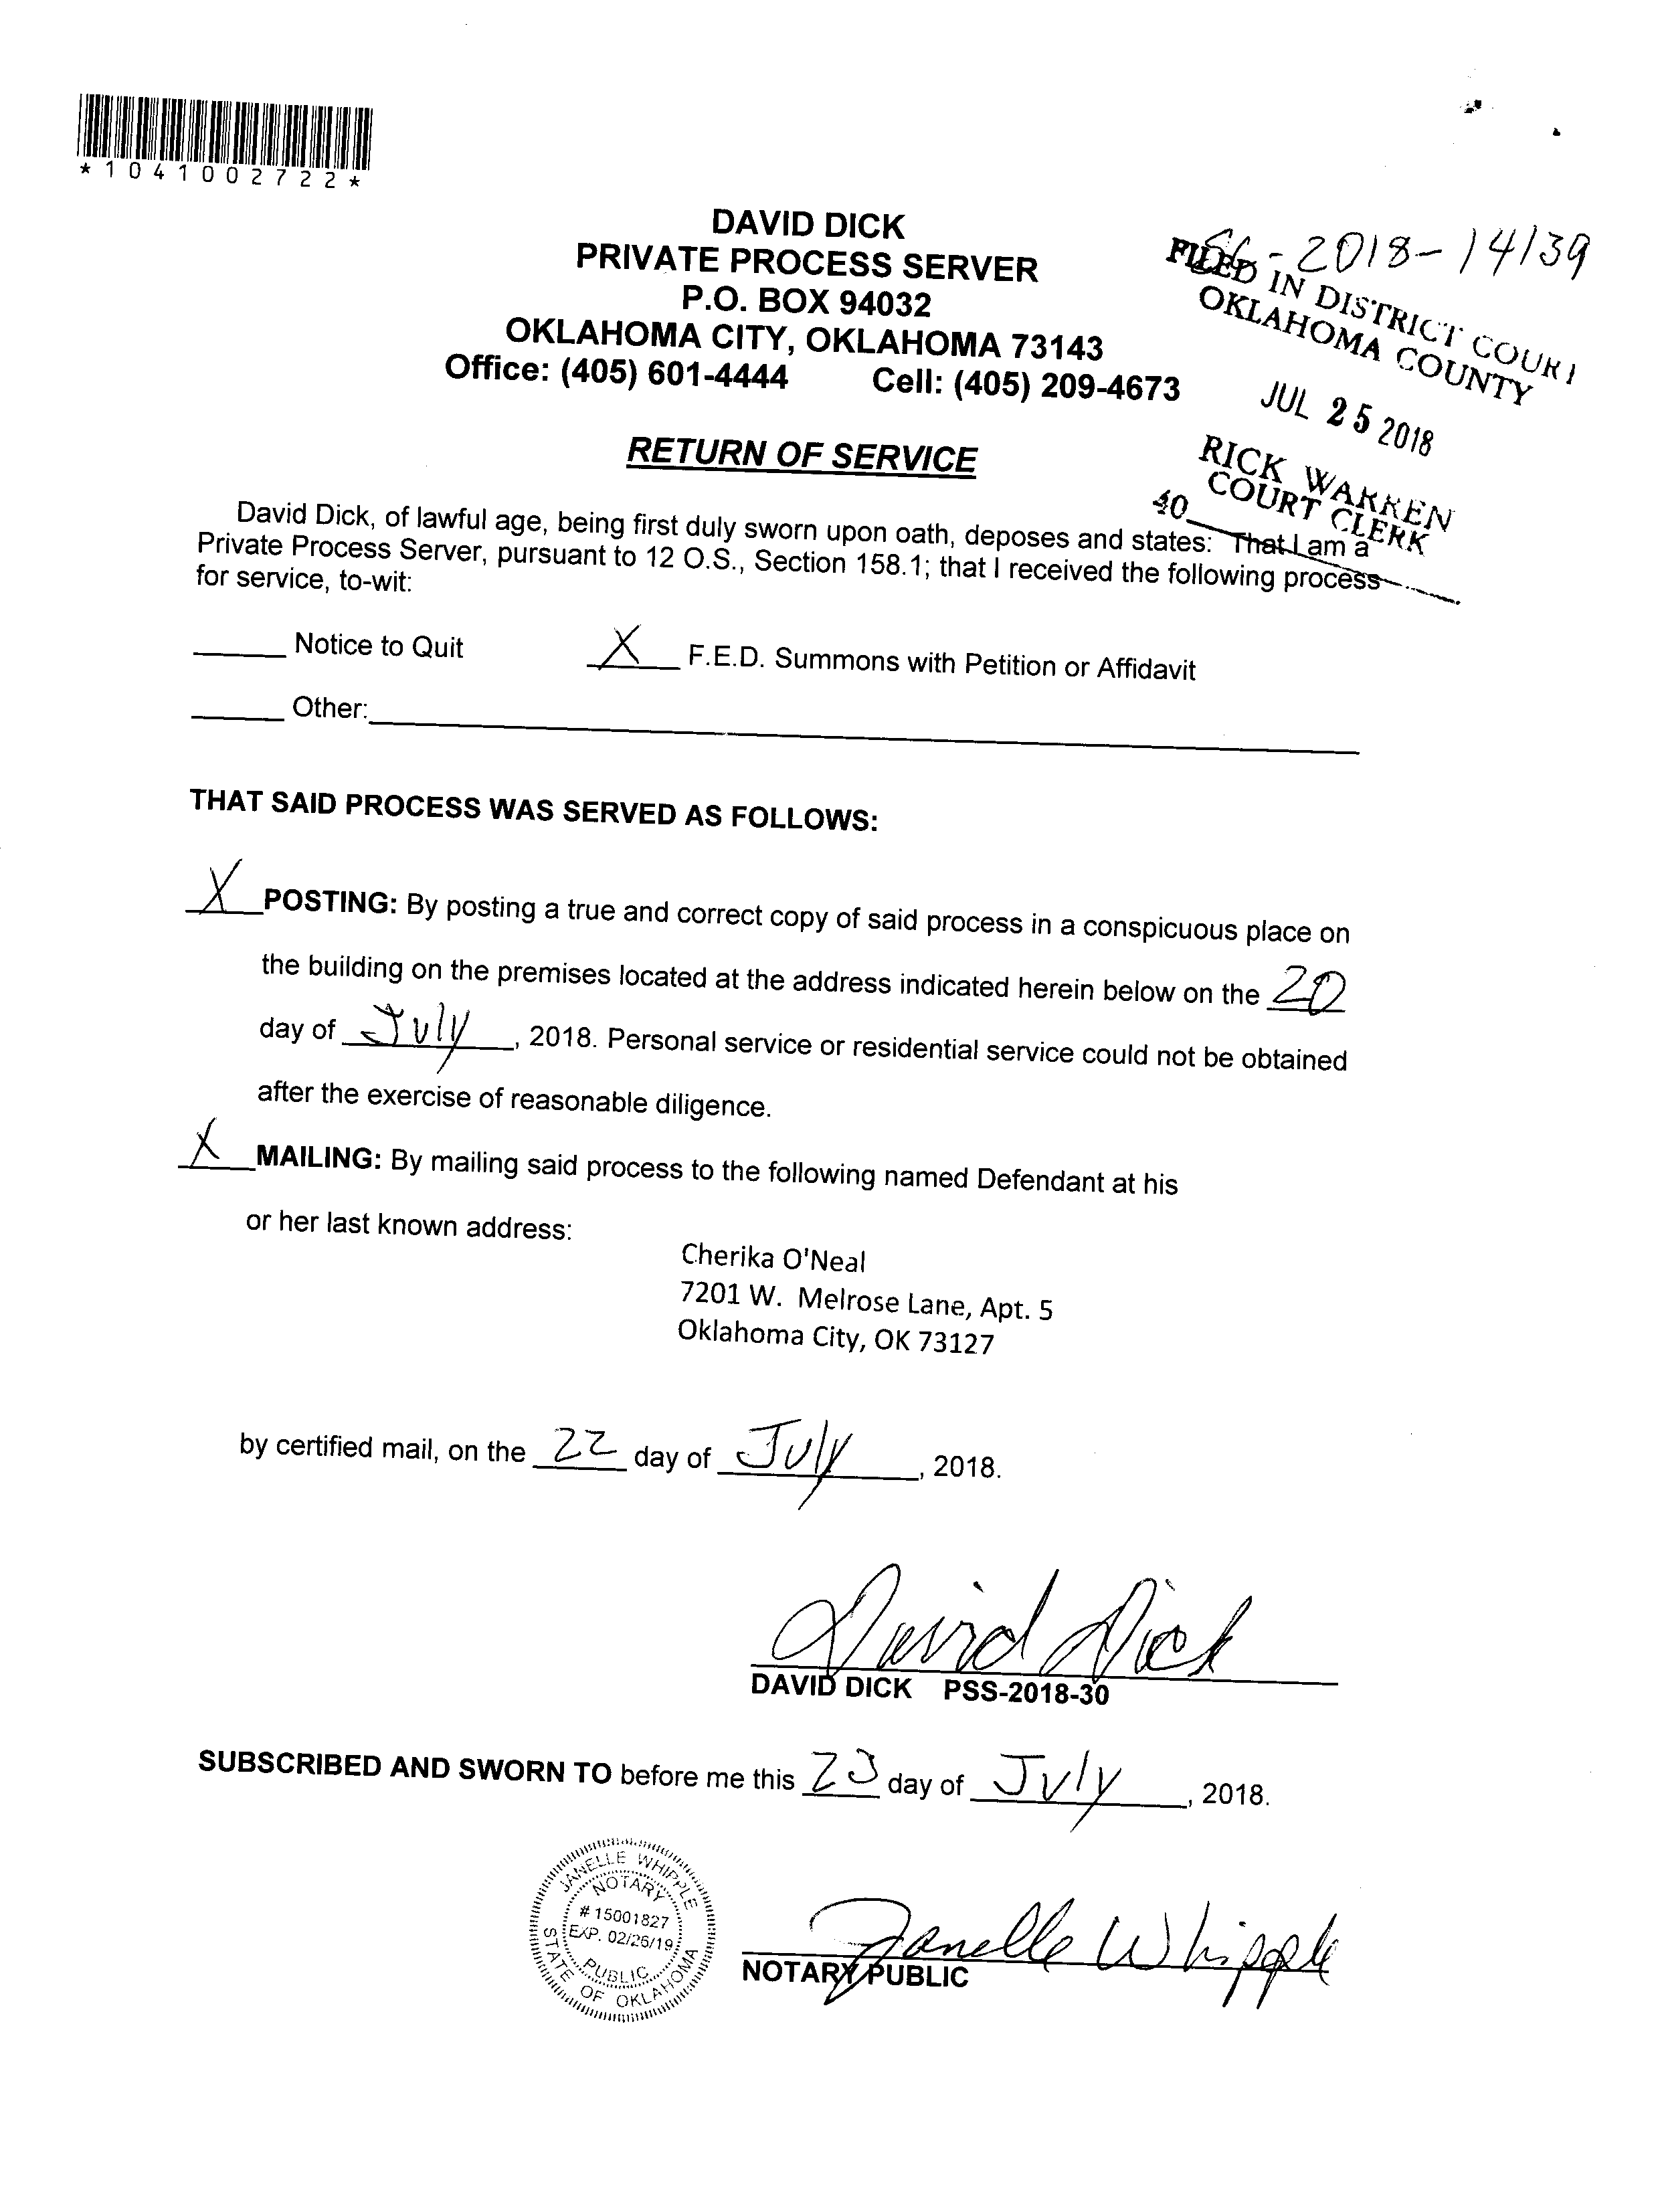 *1041002722*
DAVID DICK
PRIVATE PROCESS SERVER
P.O. BOX 94032
OKLAHOMA CITY, OKLAHOMA 73143
Office: (405) 601-4444 Cell: (405) 209-4673
SC-2018-14139
FILED IN DISTRICT COURT
OKLAHOMA COUNTY
JUL 25 2018
RICK WARREN
COURT CLERK
40
RETURN OF SERVICE
David Dick, of lawful age, being first duly sworn upon oath, deposes and states: That I am a
Private Process Server, pursuant to 12 O.S., Section 158.1; that I received the following process
for service, to-wit:
_____ Notice to Quit X F.E.D. Summons with Petition or Affidavit
_____ Other:_____
THAT SAID PROCESS WAS SERVED AS FOLLOWS:
X POSTING: By posting a true and correct copy of said process in a conspicuous place on
the building on the premises located at the address indicated herein below on the 20
day of July, 2018. Personal service or residential service could not be obtained
after the exercise of reasonable diligence.
X MAILING: By mailing said process to the following named Defendant at his
or her last known address:
Cherika O'Neal
7201 W. Melrose Lane, Apt. 5
Oklahoma City, OK 73127
by certified mail, on the 22 day of July, 2018.
David Dick
DAVID DICK PSS-2018-30
SUBSCRIBED AND SWORN TO before me this 23 day of July, 2018.
JANELLE WHIPPLE
NOTARY
# 15001827
EXP. 02/26/19
PUBLIC
STATE OF OKLAHOMA
Janelle Whipple
NOTARY PUBLIC